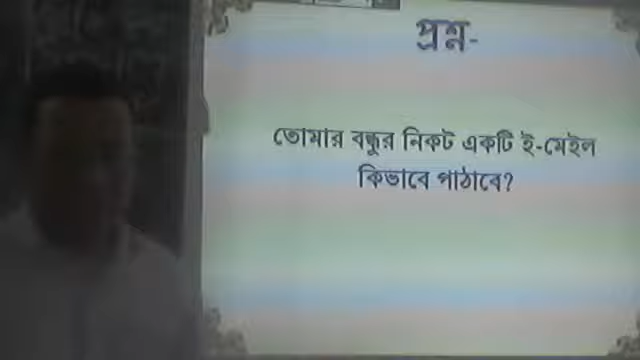 প্রশ্ন-
তোমার বন্ধুর নিকট একটি ই-মেইল
কিভাবে পাঠাবে?